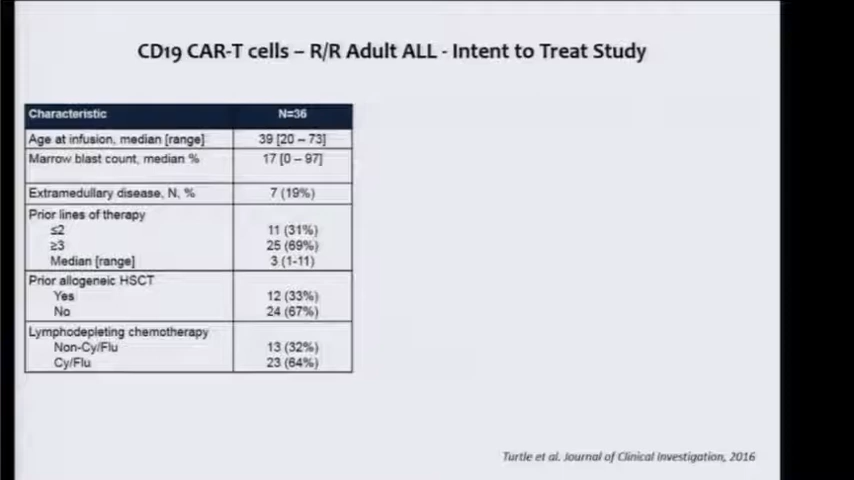 CD19 CAR-T cells – R/R Adult ALL - Intent to Treat Study
Characteristic N=36
Age at infusion, median [range] 39 [20 – 73]
Marrow blast count, median % 17 [0 – 97]
Extramedullary disease, N, % 7 (19%)
Prior lines of therapy
≤2 11 (31%)
≥3 25 (69%)
Median [range] 3 (1-11)
Prior allogeneic HSCT
Yes 12 (33%)
No 24 (67%)
Lymphodepleting chemotherapy
Non-Cy/Flu 13 (32%)
Cy/Flu 23 (64%)
Turtle et al. Journal of Clinical Investigation, 2016